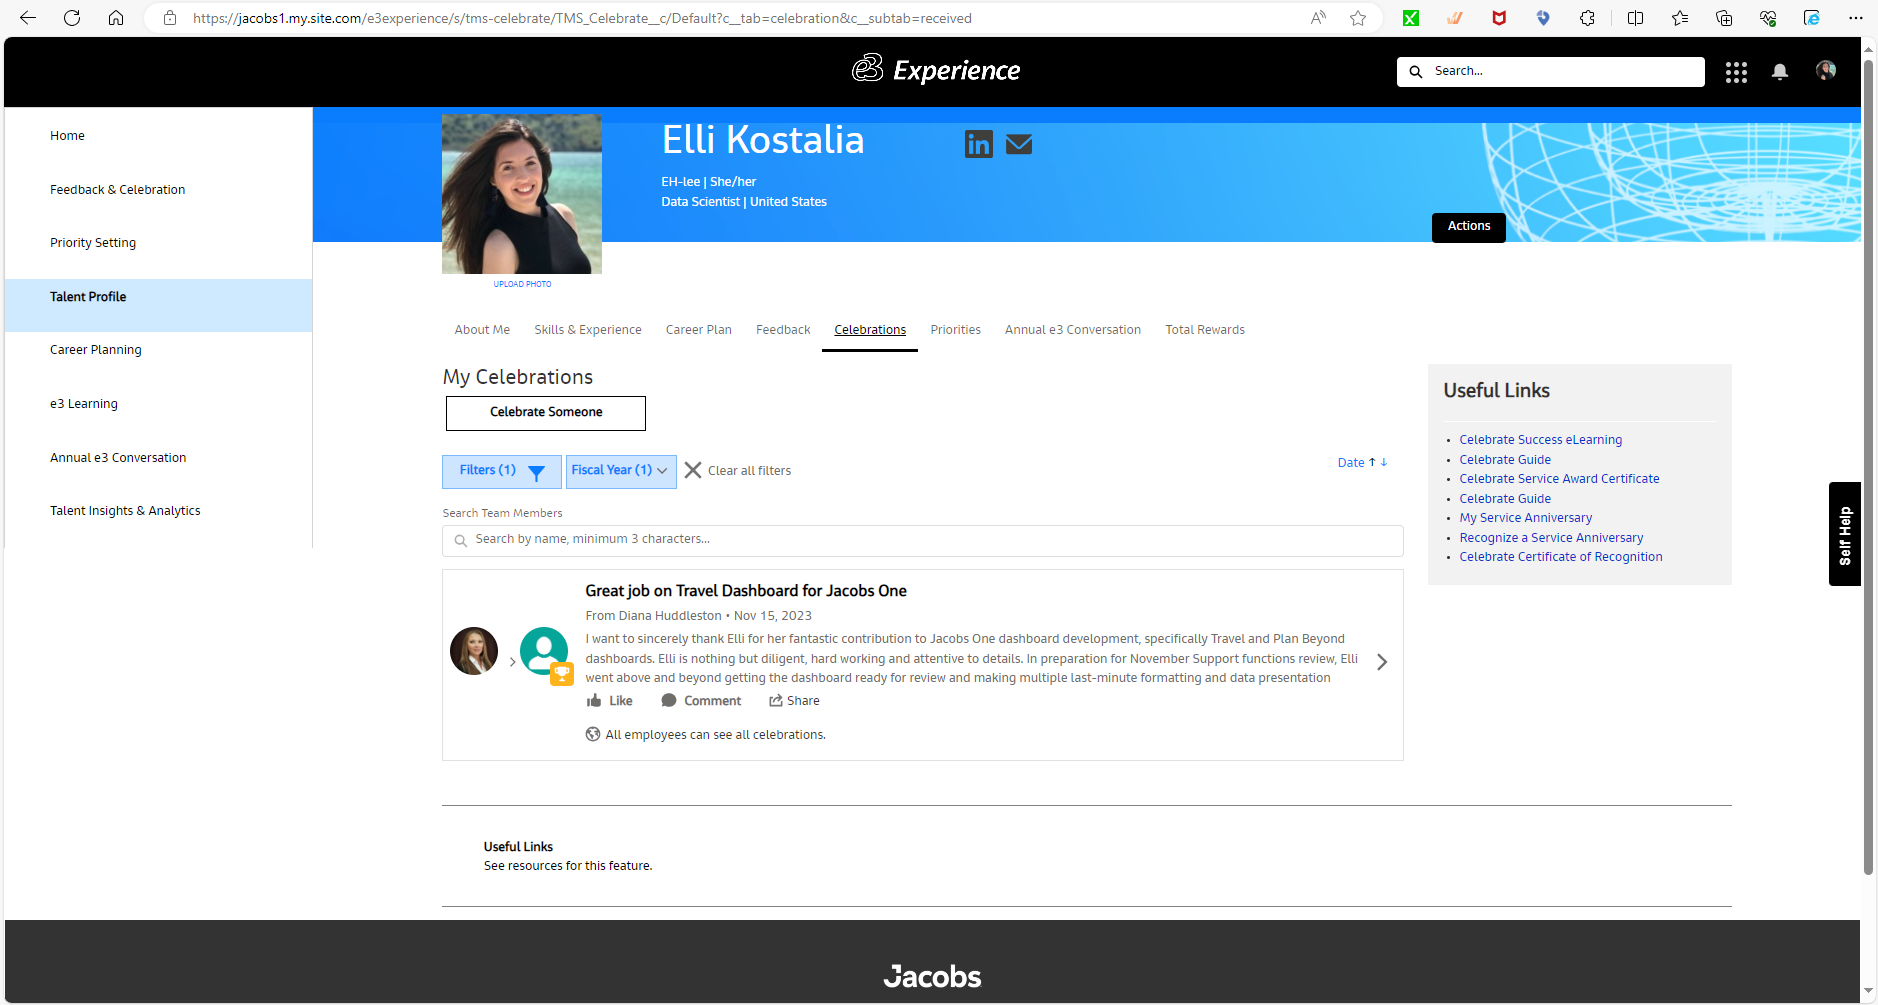 https://jacobs1.my.site.com/e3experience/s/tms-celebrate/TMS_Celebrate__c/Default?c__tab=celebration&c__subtab=received
e3 Experience
Search...
Home
Feedback & Celebration
Priority Setting
Talent Profile
Career Planning
e3 Learning
Annual e3 Conversation
Talent Insights & Analytics
Elli Kostalia
EH-lee | She/her
Data Scientist | United States
Actions
UPLOAD PHOTO
About Me Skills & Experience Career Plan Feedback Celebrations Priorities Annual e3 Conversation Total Rewards
My Celebrations
Celebrate Someone
Filters (1) Fiscal Year (1) Clear all filters
Date ↑ ↓
Search Team Members
Search by name, minimum 3 characters...
Great job on Travel Dashboard for Jacobs One
From Diana Huddleston • Nov 15, 2023
I want to sincerely thank Elli for her fantastic contribution to Jacobs One dashboard development, specifically Travel and Plan Beyond
dashboards. Elli is nothing but diligent, hard working and attentive to details. In preparation for November Support functions review, Elli
went above and beyond getting the dashboard ready for review and making multiple last-minute formatting and data presentation
Like Comment Share
All employees can see all celebrations.
Useful Links
• Celebrate Success eLearning
• Celebrate Guide
• Celebrate Service Award Certificate
• Celebrate Guide
• My Service Anniversary
• Recognize a Service Anniversary
• Celebrate Certificate of Recognition
Self Help
Useful Links
See resources for this feature.
Jacobs